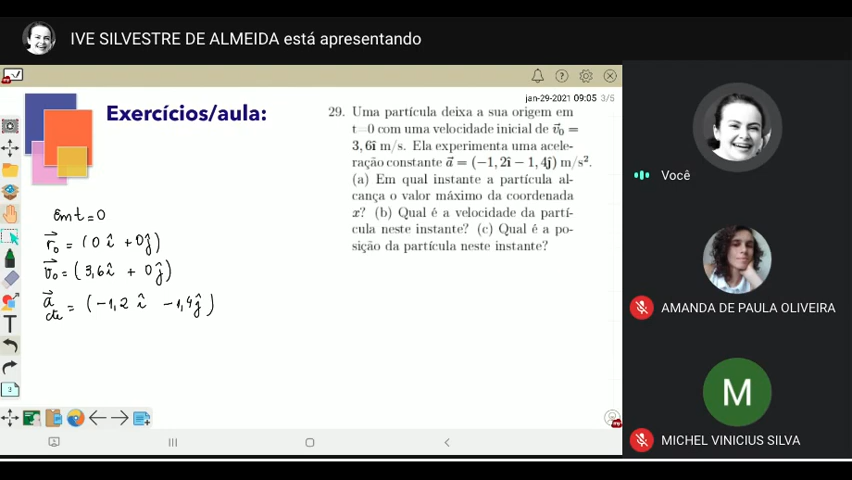 IVE SILVESTRE DE ALMEIDA está apresentando
jan-29-2021 09:05 3/5
Exercícios/aula:
29. Uma partícula deixa a sua origem em
t=0 com uma velocidade inicial de v⃗₀ =
3,6î m/s. Ela experimenta uma acele-
ração constante a⃗ = (−1,2î − 1,4ĵ) m/s².
(a) Em qual instante a partícula al-
cança o valor máximo da coordenada
x? (b) Qual é a velocidade da partí-
cula neste instante? (c) Qual é a po-
sição da partícula neste instante?
Em t=0
r⃗₀ = (0 î + 0ĵ)
v⃗₀ = (3,6 î + 0ĵ)
a⃗ = (−1,2 î −1,4 ĵ)
cte
T
3
Você
AMANDA DE PAULA OLIVEIRA
M
MICHEL VINICIUS SILVA